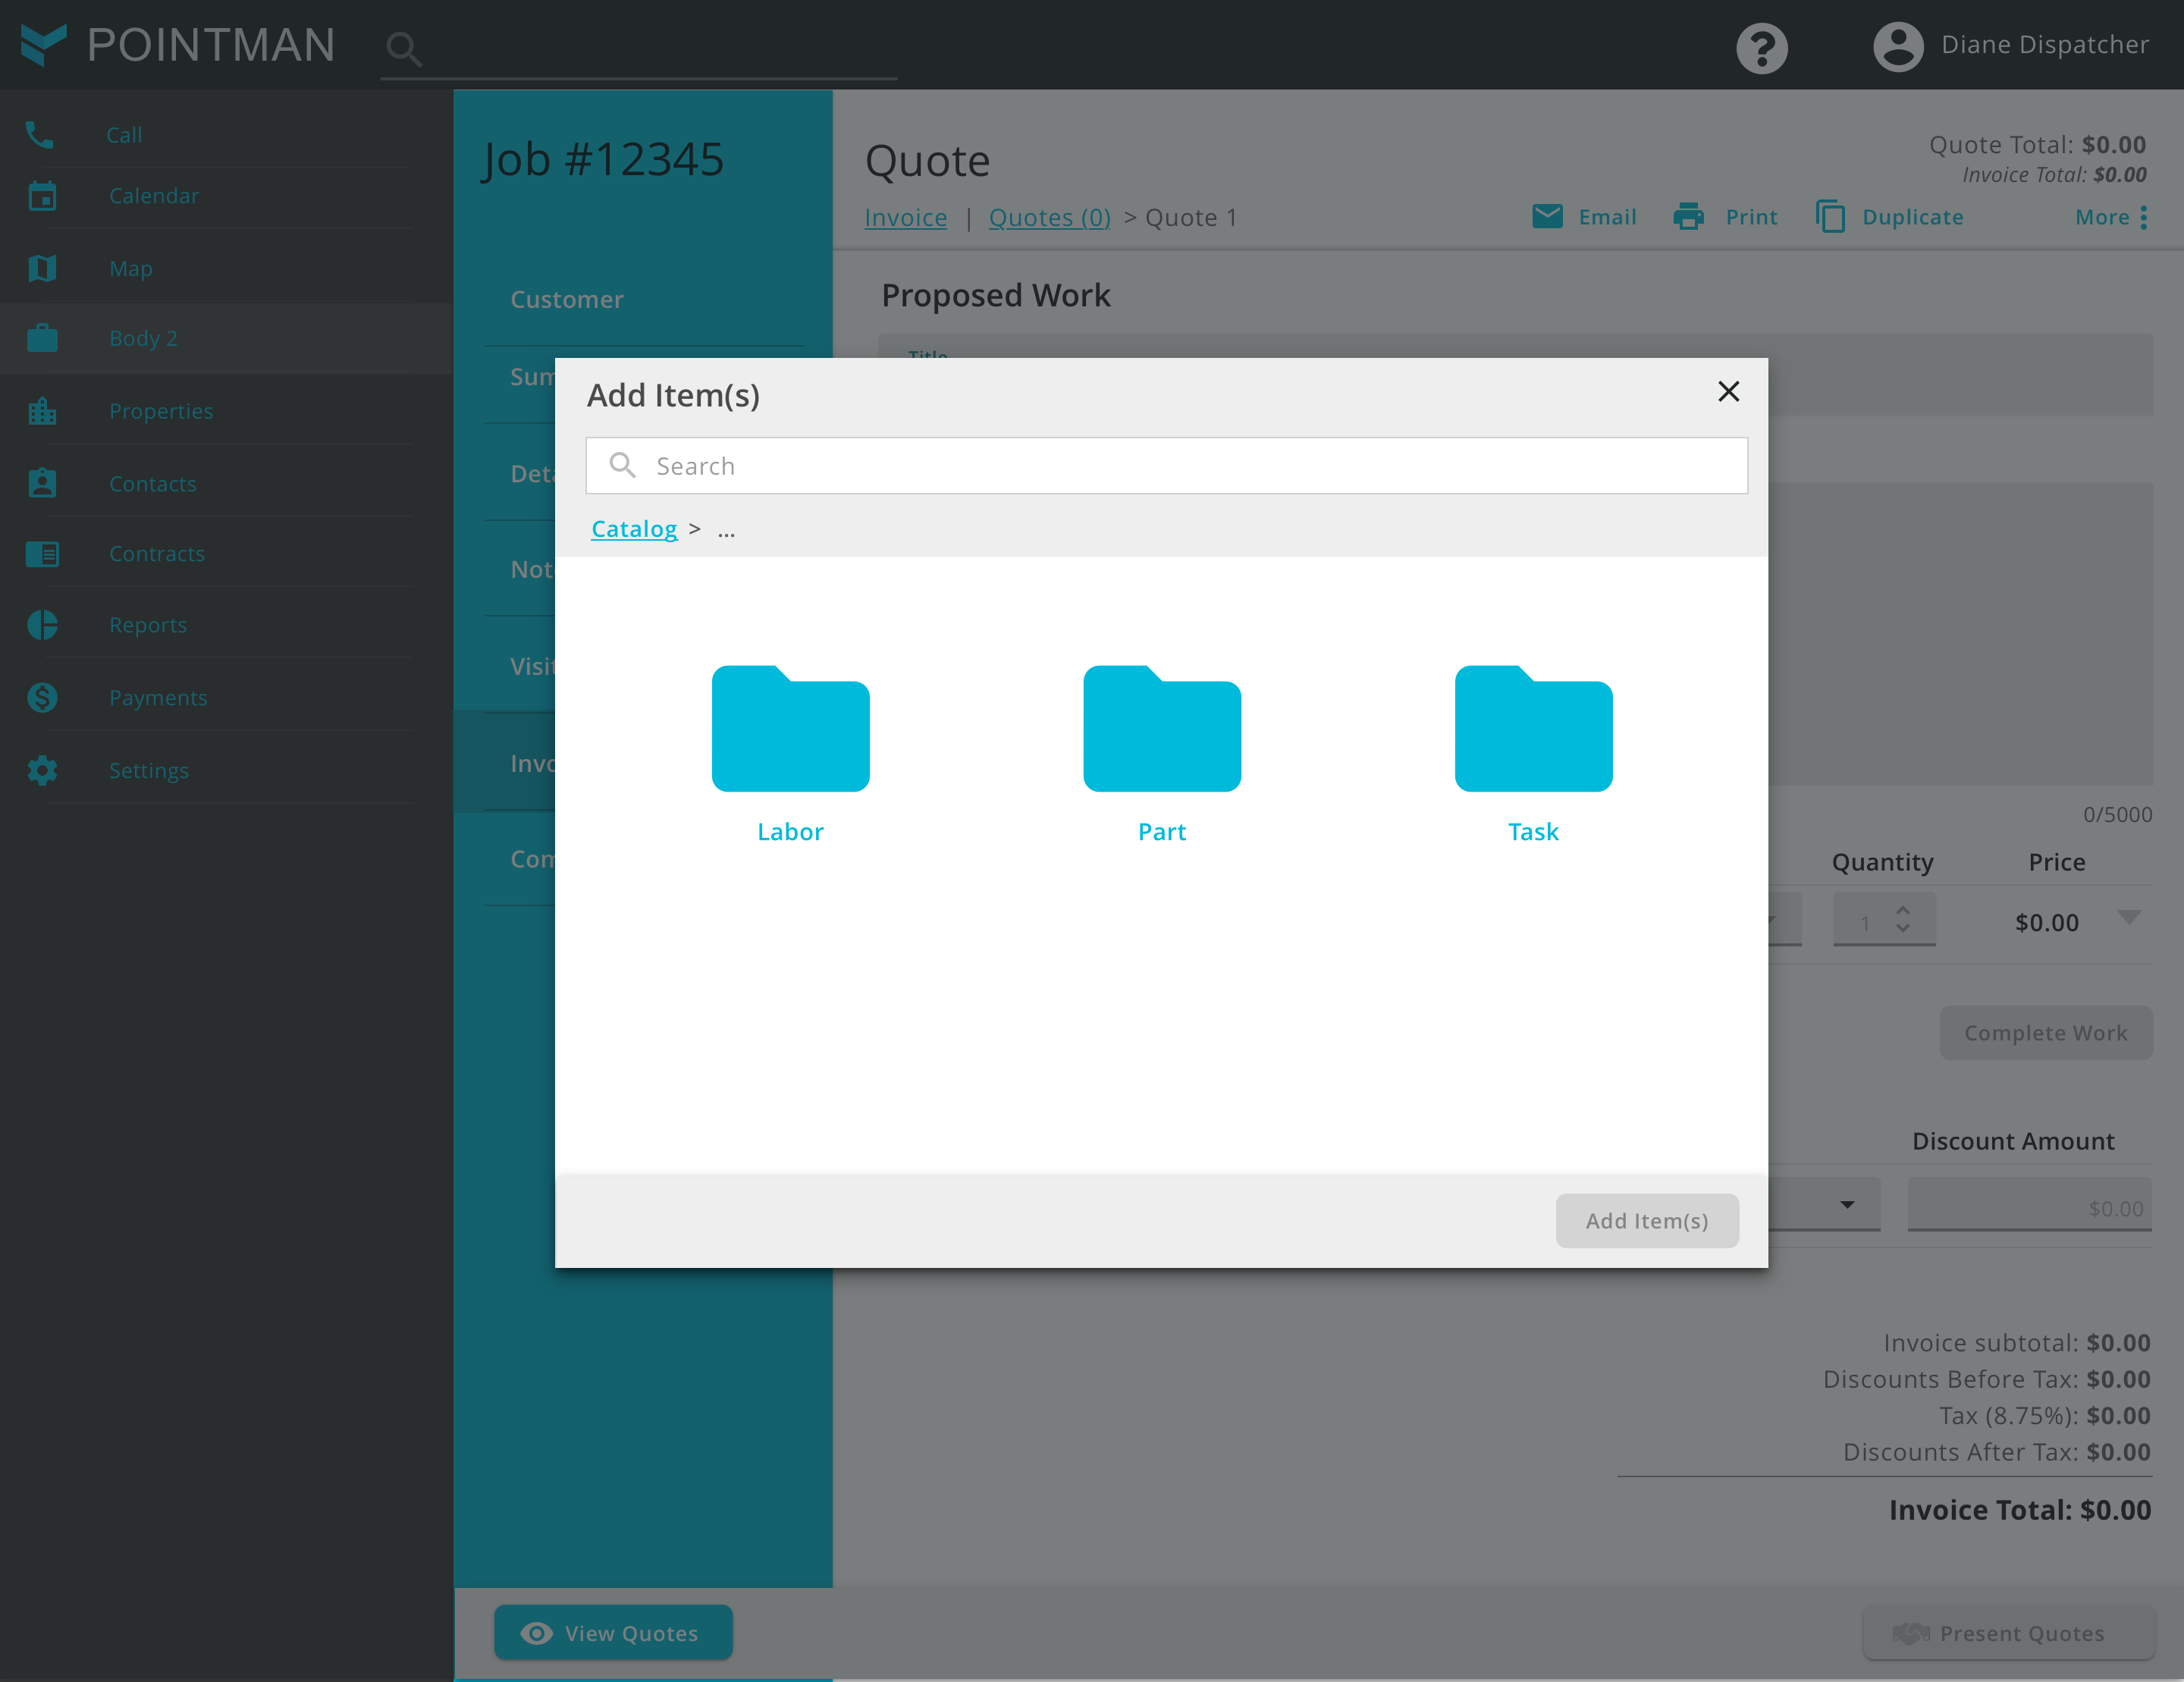 POINTMAN
Diane Dispatcher
Call
Calendar
Map
Body 2
Properties
Contacts
Contracts
Reports
Payments
Settings
Job #12345
Customer
Sum
Deta
Not
Visit
Invo
Com
Quote
Quote Total: $0.00
Invoice Total: $0.00
Invoice | Quotes (0) > Quote 1
Email
Print
Duplicate
More
Proposed Work
Title
Add Item(s)
Search
Catalog > ...
Labor
Part
Task
Add Item(s)
0/5000
Quantity
Price
1
$0.00
Complete Work
Discount Amount
$0.00
Invoice subtotal: $0.00
Discounts Before Tax: $0.00
Tax (8.75%): $0.00
Discounts After Tax: $0.00
Invoice Total: $0.00
View Quotes
Present Quotes